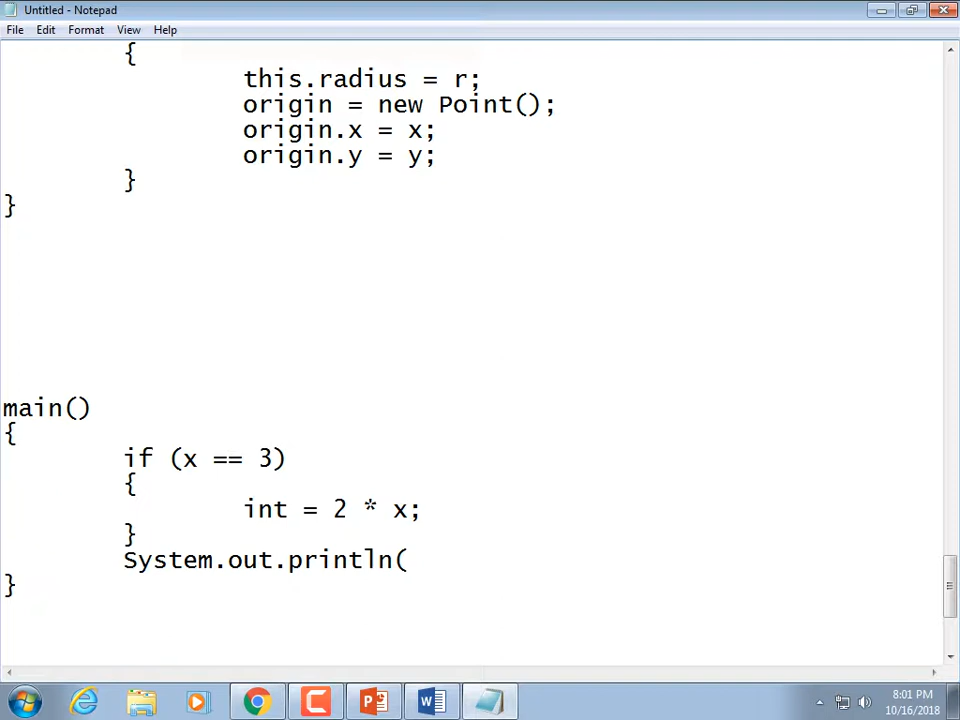 Untitled - Notepad
File Edit Format View Help
{
this.radius = r;
origin = new Point();
origin.x = x;
origin.y = y;
}
}
main()
{
if (x == 3)
{
int = 2 * x;
}
System.out.println(
}
8:01 PM
10/16/2018